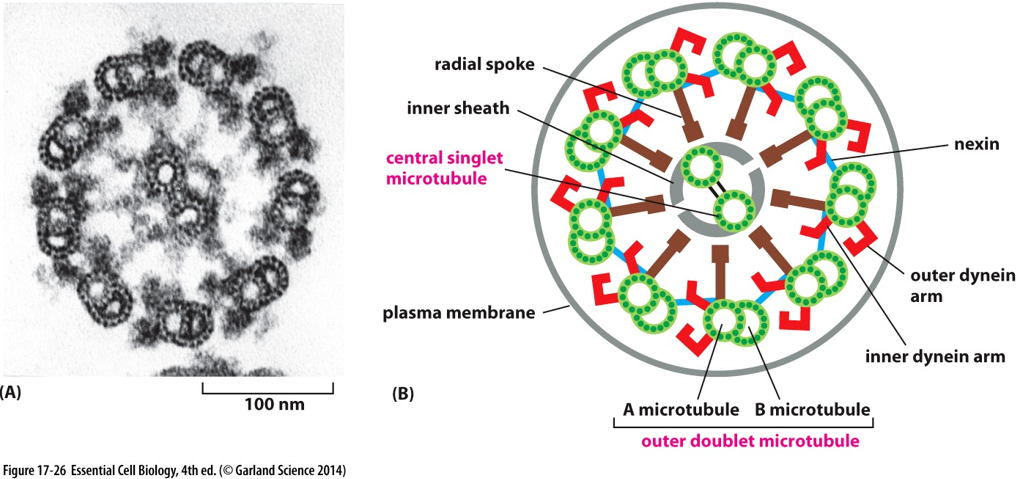 radial spoke
inner sheath
central singlet
microtubule
nexin
outer dynein
arm
plasma membrane
inner dynein arm
(A)
100 nm
(B)
A microtubule B microtubule
outer doublet microtubule
Figure 17-26 Essential Cell Biology, 4th ed. (© Garland Science 2014)